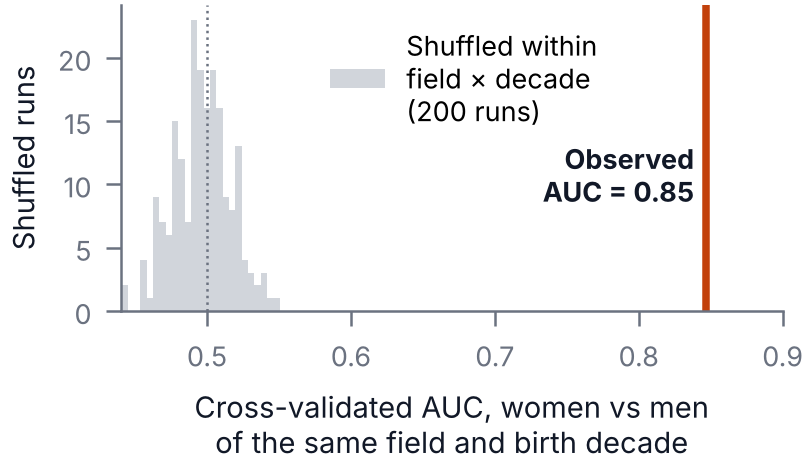 Shuffled runs
20
15
10
5
0
Shuffled within
field × decade
(200 runs)
Observed
AUC = 0.85
0.5
0.6
0.7
0.8
0.9
Cross-validated AUC, women vs men
of the same field and birth decade